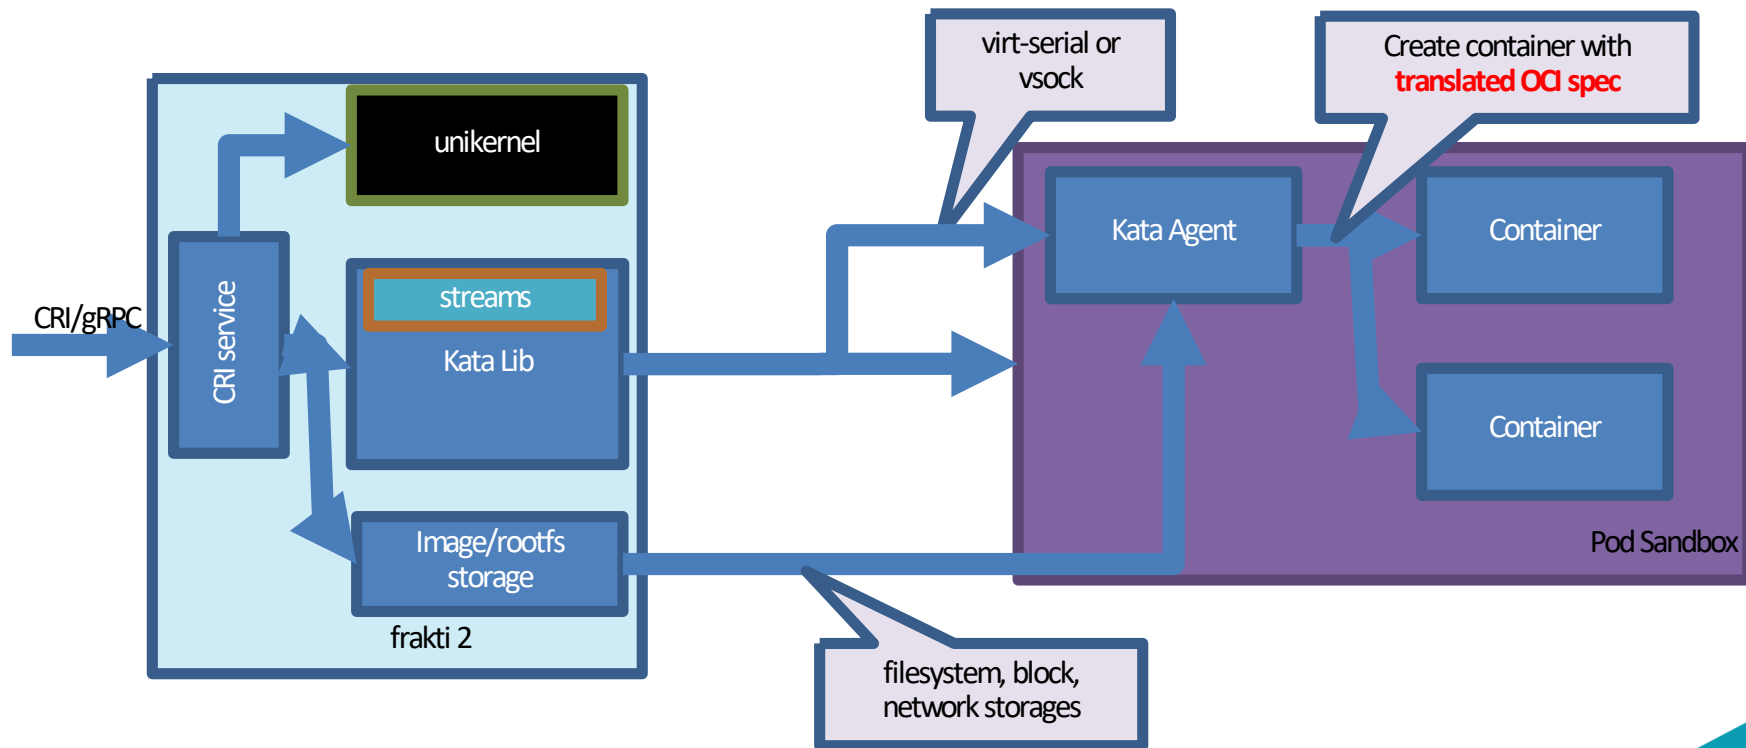 virt-serial or
vsock
Create container with
translated OCI spec
unikernel
Kata Agent
Container
CRI/gRPC
CRI service
streams
Kata Lib
Container
Image/rootfs
storage
Pod Sandbox
frakti 2
filesystem, block,
network storages